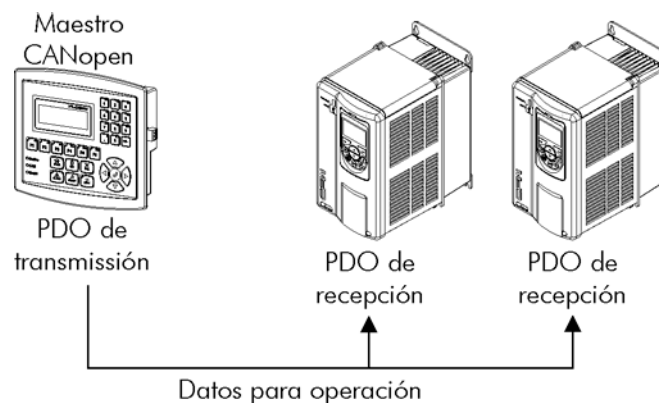 Maestro
CANopen
PDO de
transmissión
PDO de
recepción
PDO de
recepción
Datos para operación